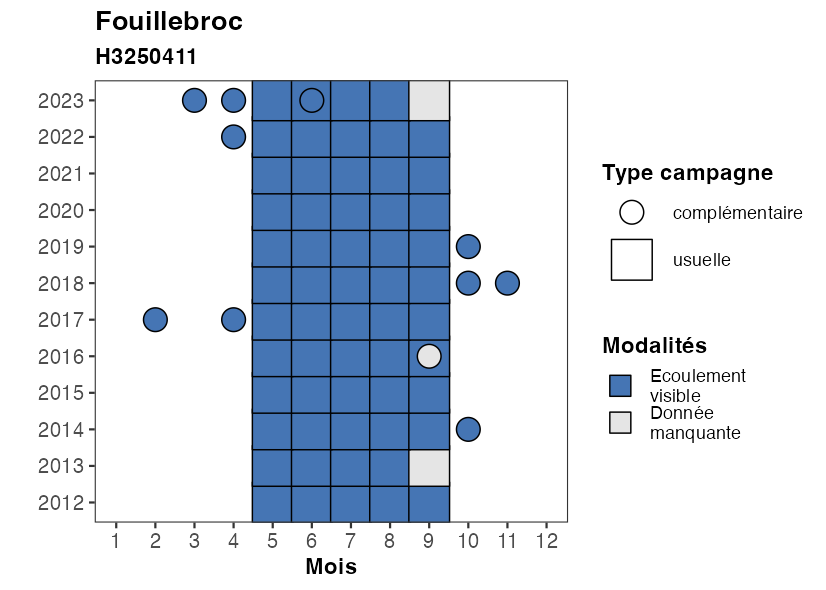 Fouillebroc
H3250411
2023
2022
2021
2020
2019
2018
2017
2016
2015
2014
2013
2012
1 2 3 4 5 6 7 8 9 10 11 12
Mois
Type campagne
complémentaire
usuelle
Modalités
Ecoulement
visible
Donnée
manquante